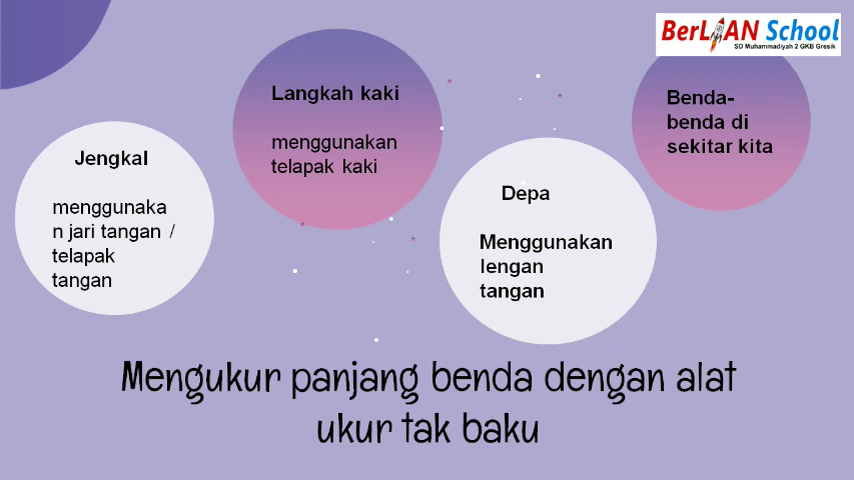 BerLIAN School
SD Muhammadiyah 2 GKB Gresik
Jengkal
menggunaka
n jari tangan /
telapak
tangan
Langkah kaki
menggunakan
telapak kaki
Depa
Menggunakan
lengan
tangan
Benda-
benda di
sekitar kita
Mengukur panjang benda dengan alat
ukur tak baku